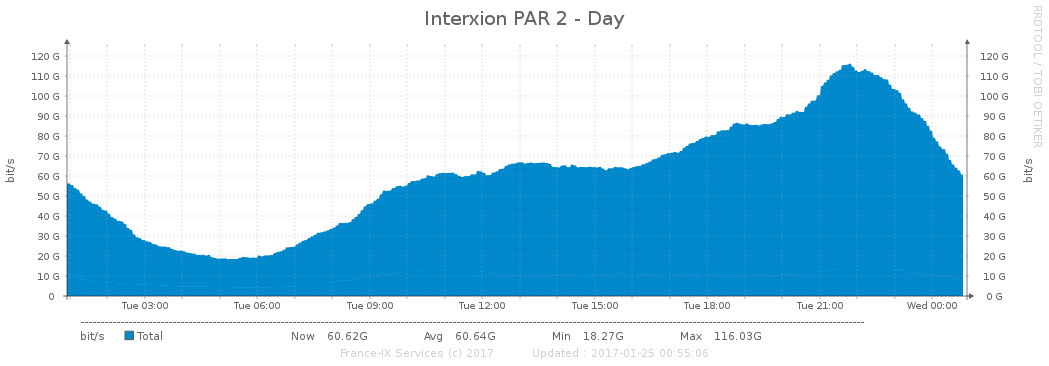 Interxion PAR 2 - Day
RRDTOOL / TOBI OETIKER
bit/s
120 G
110 G
100 G
90 G
80 G
70 G
60 G
50 G
40 G
30 G
20 G
10 G
0
120 G
110 G
100 G
90 G
80 G
70 G
60 G
50 G
40 G
30 G
20 G
10 G
0 G
bit/s
Tue 03:00 Tue 06:00 Tue 09:00 Tue 12:00 Tue 15:00 Tue 18:00 Tue 21:00 Wed 00:00
bit/s Total Now 60.62G Avg 60.64G Min 18.27G Max 116.03G
France-IX Services (c) 2017 Updated : 2017-01-25 00:55:06